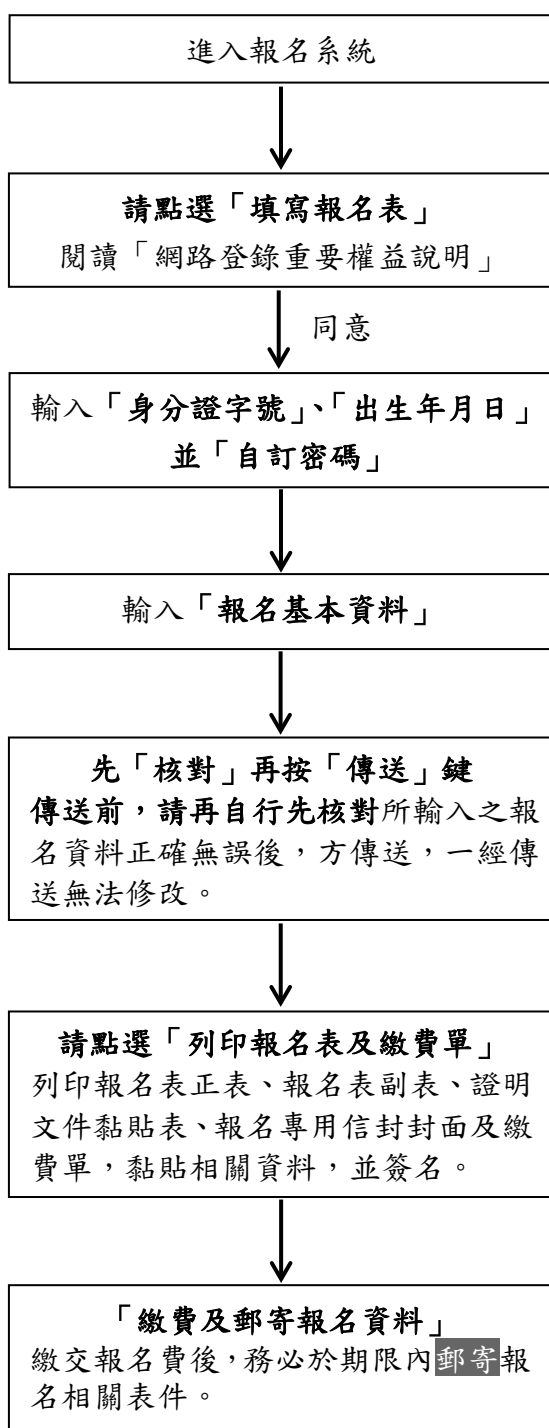 進入報名系統
請點選「填寫報名表」
閱讀「網路登錄重要權益說明」
同意
輸入「身分證字號」、「出生年月日」
並「自訂密碼」
輸入「報名基本資料」
先「核對」再按「傳送」鍵
傳送前，請再自行先核對所輸入之報
名資料正確無誤後，方傳送，一經傳
送無法修改。
請點選「列印報名表及繳費單」
列印報名表正表、報名表副表、證明
文件黏貼表、報名專用信封封面及繳
費單，黏貼相關資料，並簽名。
「繳費及郵寄報名資料」
繳交報名費後，務必於期限內郵寄報
名相關表件。